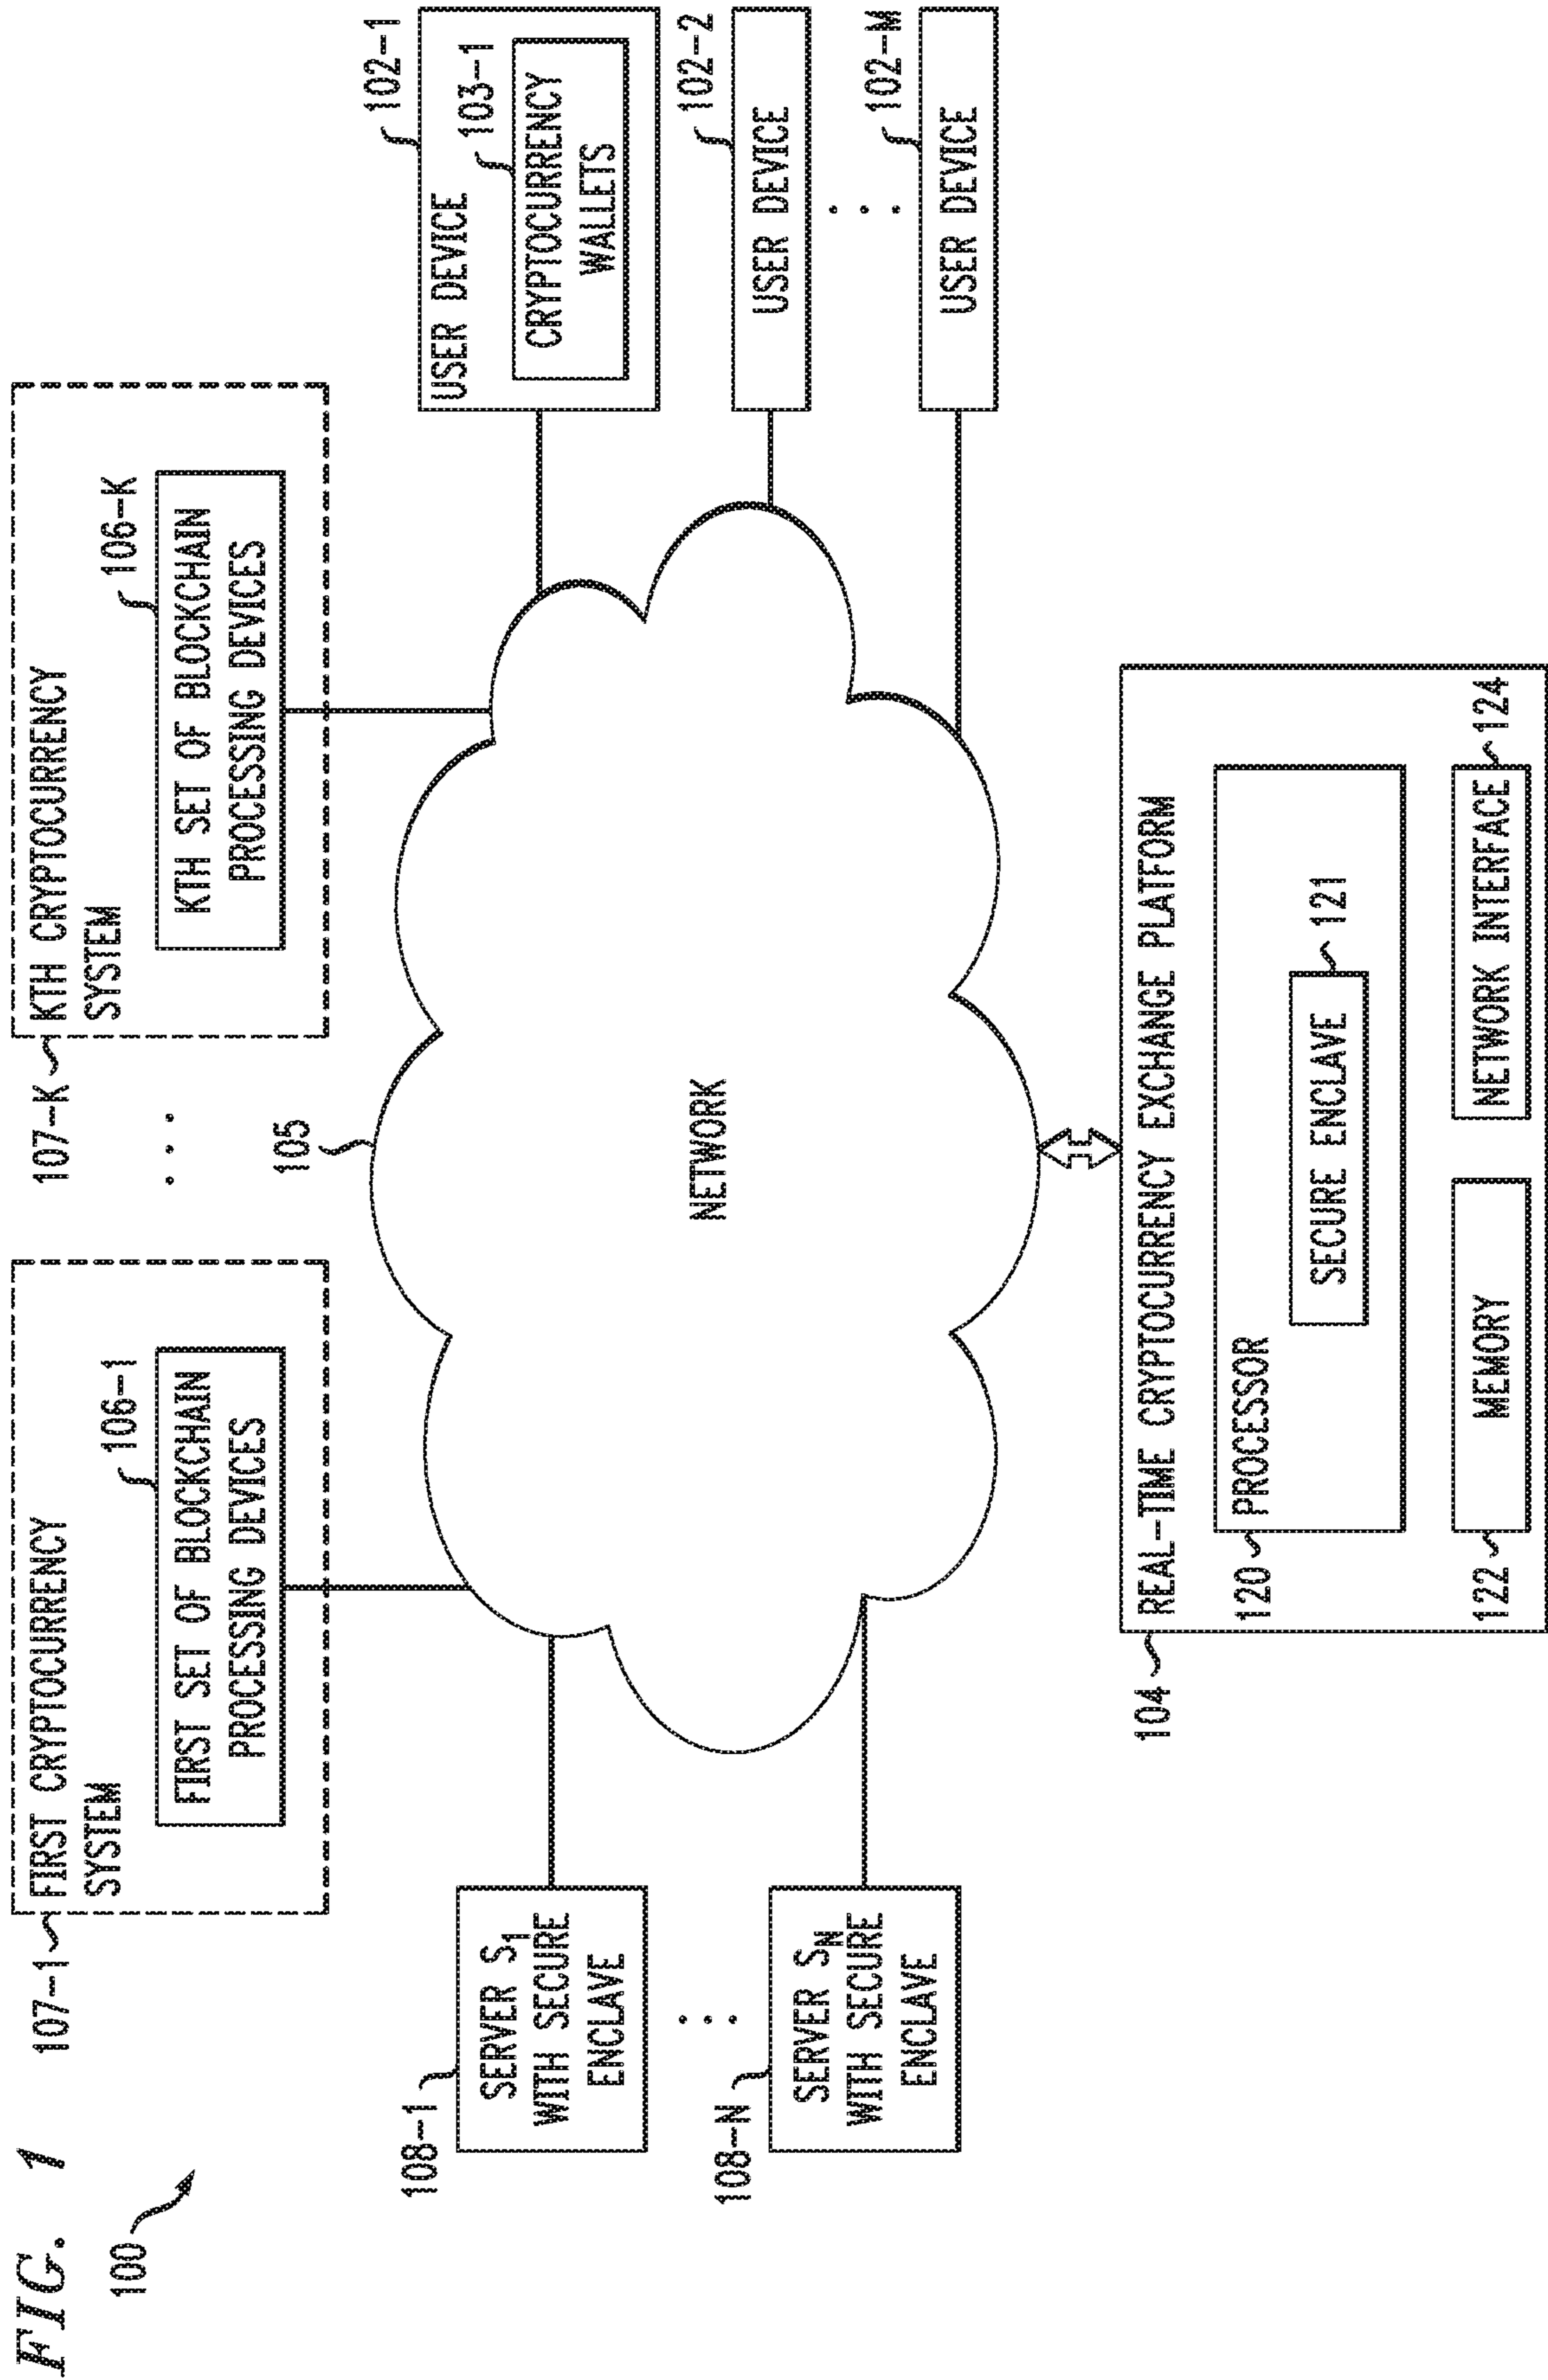 FIG. 1
100
107-1
FIRST CRYPTOCURRENCY
SYSTEM
106-1
FIRST SET OF BLOCKCHAIN
PROCESSING DEVICES
107-K
KTH CRYPTOCURRENCY
SYSTEM
106-K
KTH SET OF BLOCKCHAIN
PROCESSING DEVICES
105
NETWORK
108-1
SERVER S1
WITH SECURE
ENCLAVE
108-N
SERVER SN
WITH SECURE
ENCLAVE
102-1
USER DEVICE
103-1
CRYPTOCURRENCY
WALLETS
102-2
USER DEVICE
102-M
USER DEVICE
104
REAL-TIME CRYPTOCURRENCY EXCHANGE PLATFORM
120
PROCESSOR
SECURE ENCLAVE
121
122
MEMORY
NETWORK INTERFACE
124